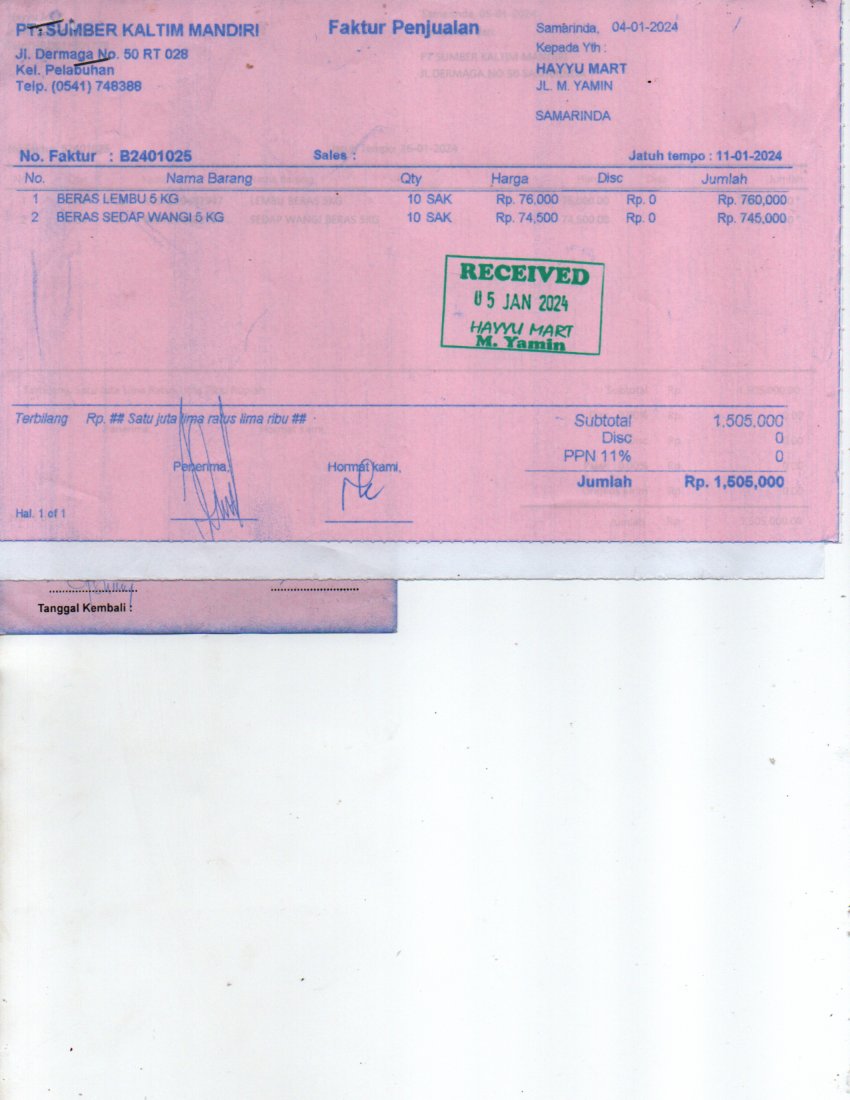 PT. SUMBER KALTIM MANDIRI
Jl. Dermaga No. 50 RT 028
Kel. Pelabuhan
Telp. (0541) 748388
Faktur Penjualan
Samarinda, 04-01-2024
Kepada Yth :
HAYYU MART
JL. M. YAMIN
SAMARINDA
No. Faktur : B2401025 Sales : Jatuh tempo : 11-01-2024
No. Nama Barang Qty Harga Disc Jumlah
1 BERAS LEMBU 5 KG 10 SAK Rp. 76,000 Rp. 0 Rp. 760,000
2 BERAS SEDAP WANGI 5 KG 10 SAK Rp. 74,500 Rp. 0 Rp. 745,000
RECEIVED
05 JAN 2024
HAYYU MART
M. Yamin
Terbilang Rp. ## Satu juta lima ratus lima ribu ##
Subtotal 1,505,000
Disc 0
PPN 11% 0
Jumlah Rp. 1,505,000
Penerima, Hormat kami,
Hal. 1 of 1
Tanggal Kembali :